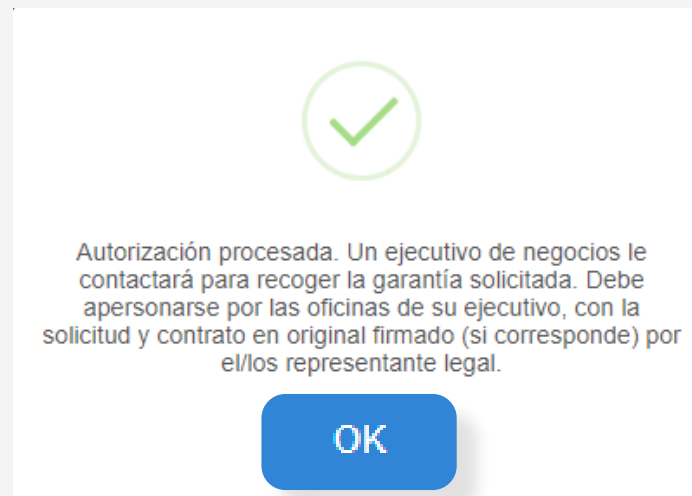 Autorización procesada. Un ejecutivo de negocios le
contactará para recoger la garantía solicitada. Debe
apersonarse por las oficinas de su ejecutivo, con la
solicitud y contrato en original firmado (si corresponde) por
el/los representante legal.
OK